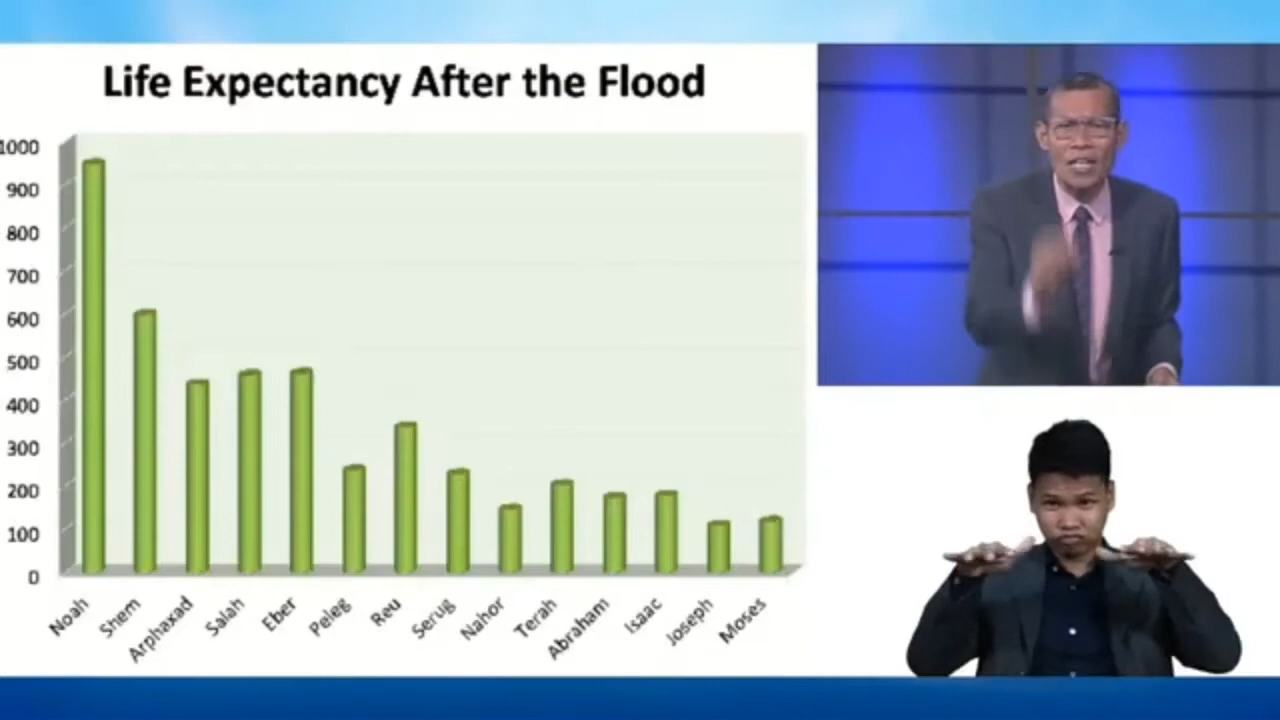 Life Expectancy After the Flood
1000
900
800
700
600
500
400
300
200
100
0
Noah
Shem
Arphaxad
Salah
Eber
Peleg
Reu
Serug
Nahor
Terah
Abraham
Isaac
Joseph
Moses